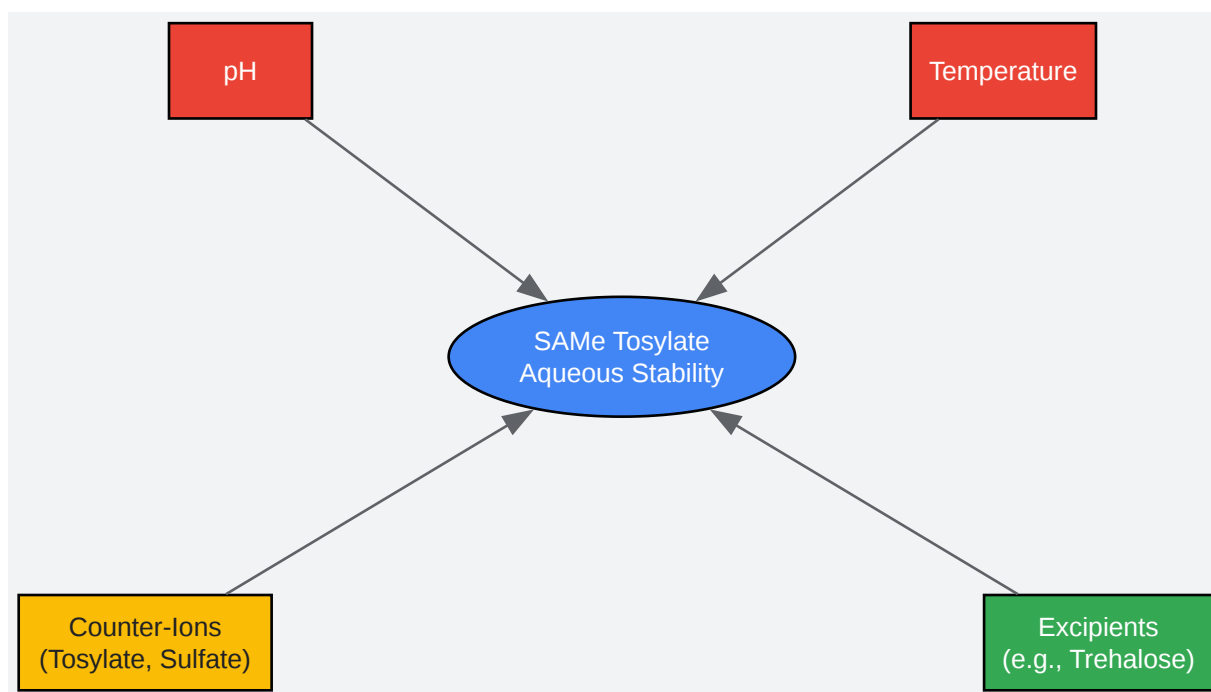 pH
Temperature
SAMe Tosylate
Aqueous Stability
Counter-Ions
(Tosylate, Sulfate)
Excipients
(e.g., Trehalose)